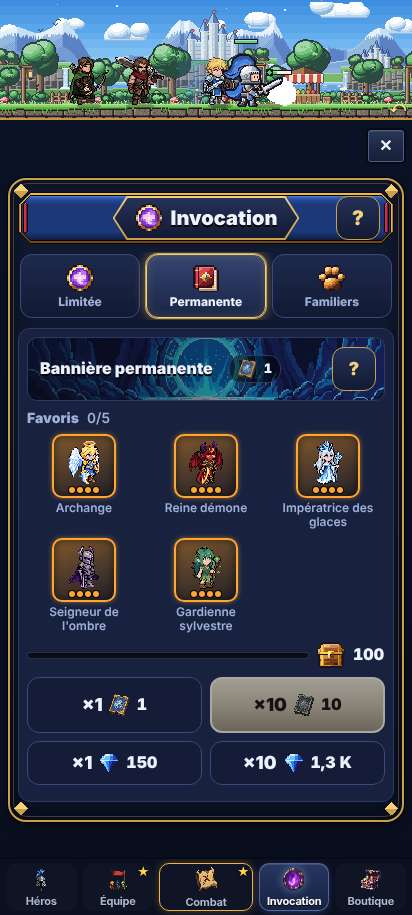 ×
Invocation
?
Limitée
Permanente
Familiers
Bannière permanente
1
?
Favoris 0/5
Archange
Reine démone
Impératrice des
glaces
Seigneur de
l'ombre
Gardienne
sylvestre
100
×1 1
×10 10
×1 150
×10 1,3 K
Héros
Équipe
Combat
Invocation
Boutique